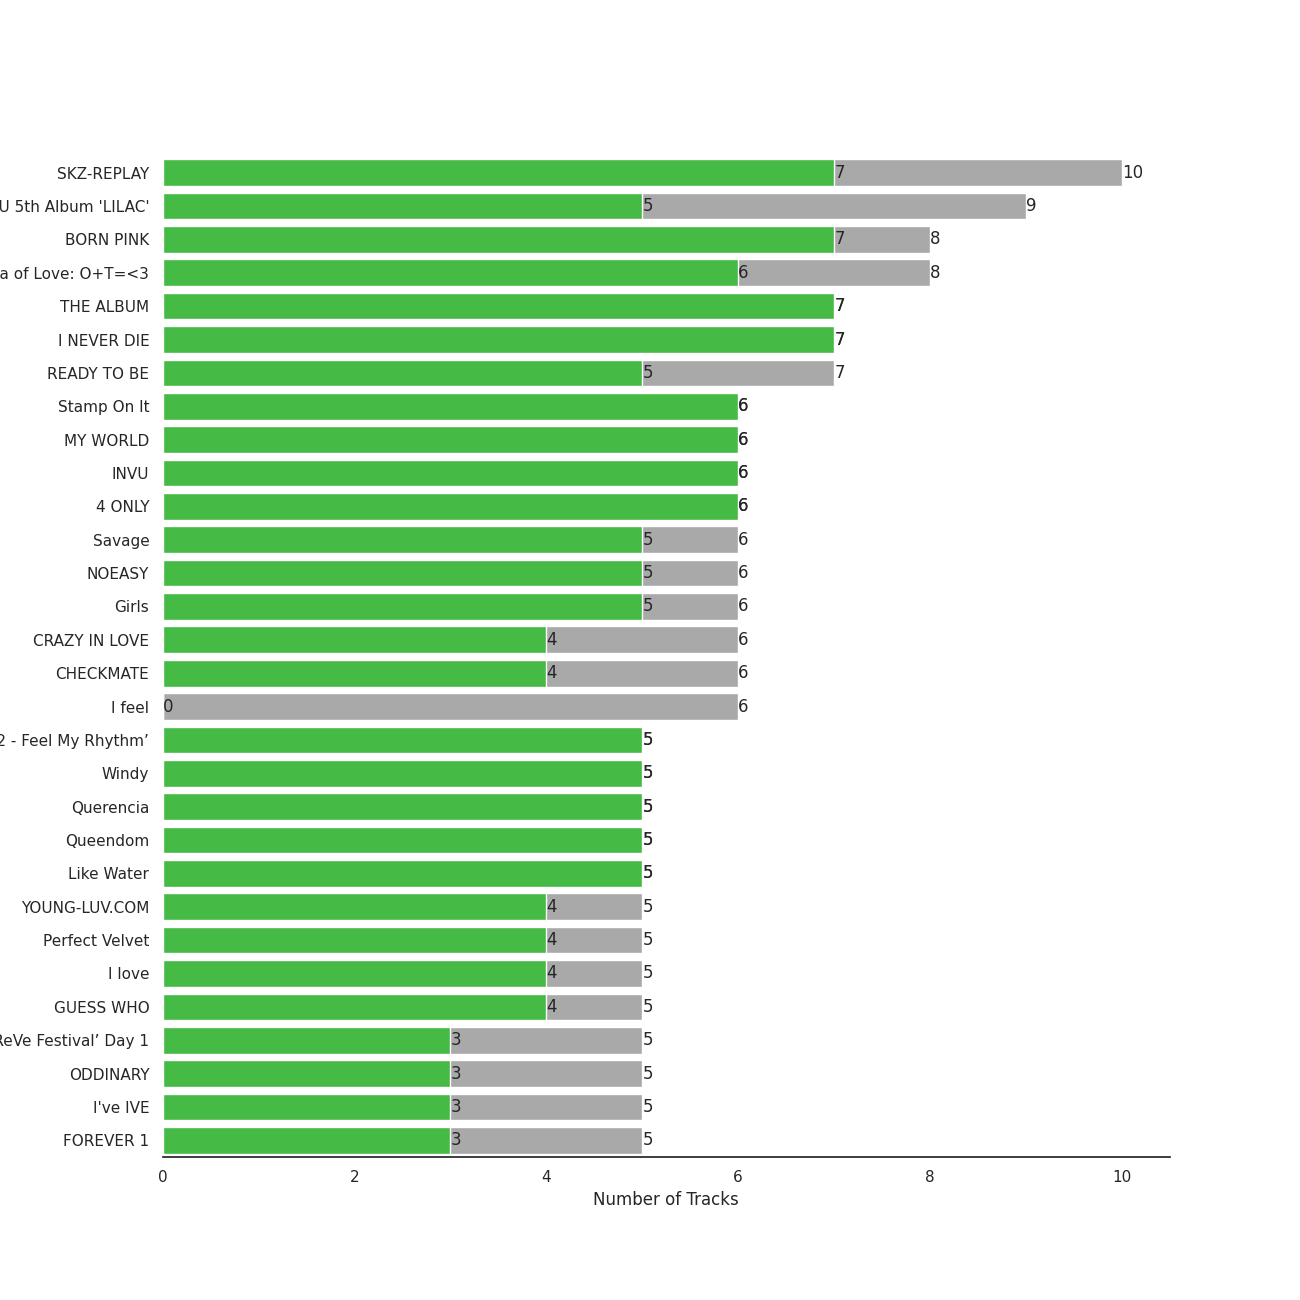 SKZ-REPLAY 7 10
U 5th Album 'LILAC' 5 9
BORN PINK 7 8
a of Love: O+T=<3 6 8
THE ALBUM 7
I NEVER DIE 7
READY TO BE 5 7
Stamp On It 6
MY WORLD 6
INVU 6
4 ONLY 6
Savage 5 6
NOEASY 5 6
Girls 5 6
CRAZY IN LOVE 4 6
CHECKMATE 4 6
I feel 0 6
2 - Feel My Rhythm’ 5
Windy 5
Querencia 5
Queendom 5
Like Water 5
YOUNG-LUV.COM 4 5
Perfect Velvet 4 5
I love 4 5
GUESS WHO 4 5
ReVe Festival’ Day 1 3 5
ODDINARY 3 5
I've IVE 3 5
FOREVER 1 3 5
0 2 4 6 8 10
Number of Tracks